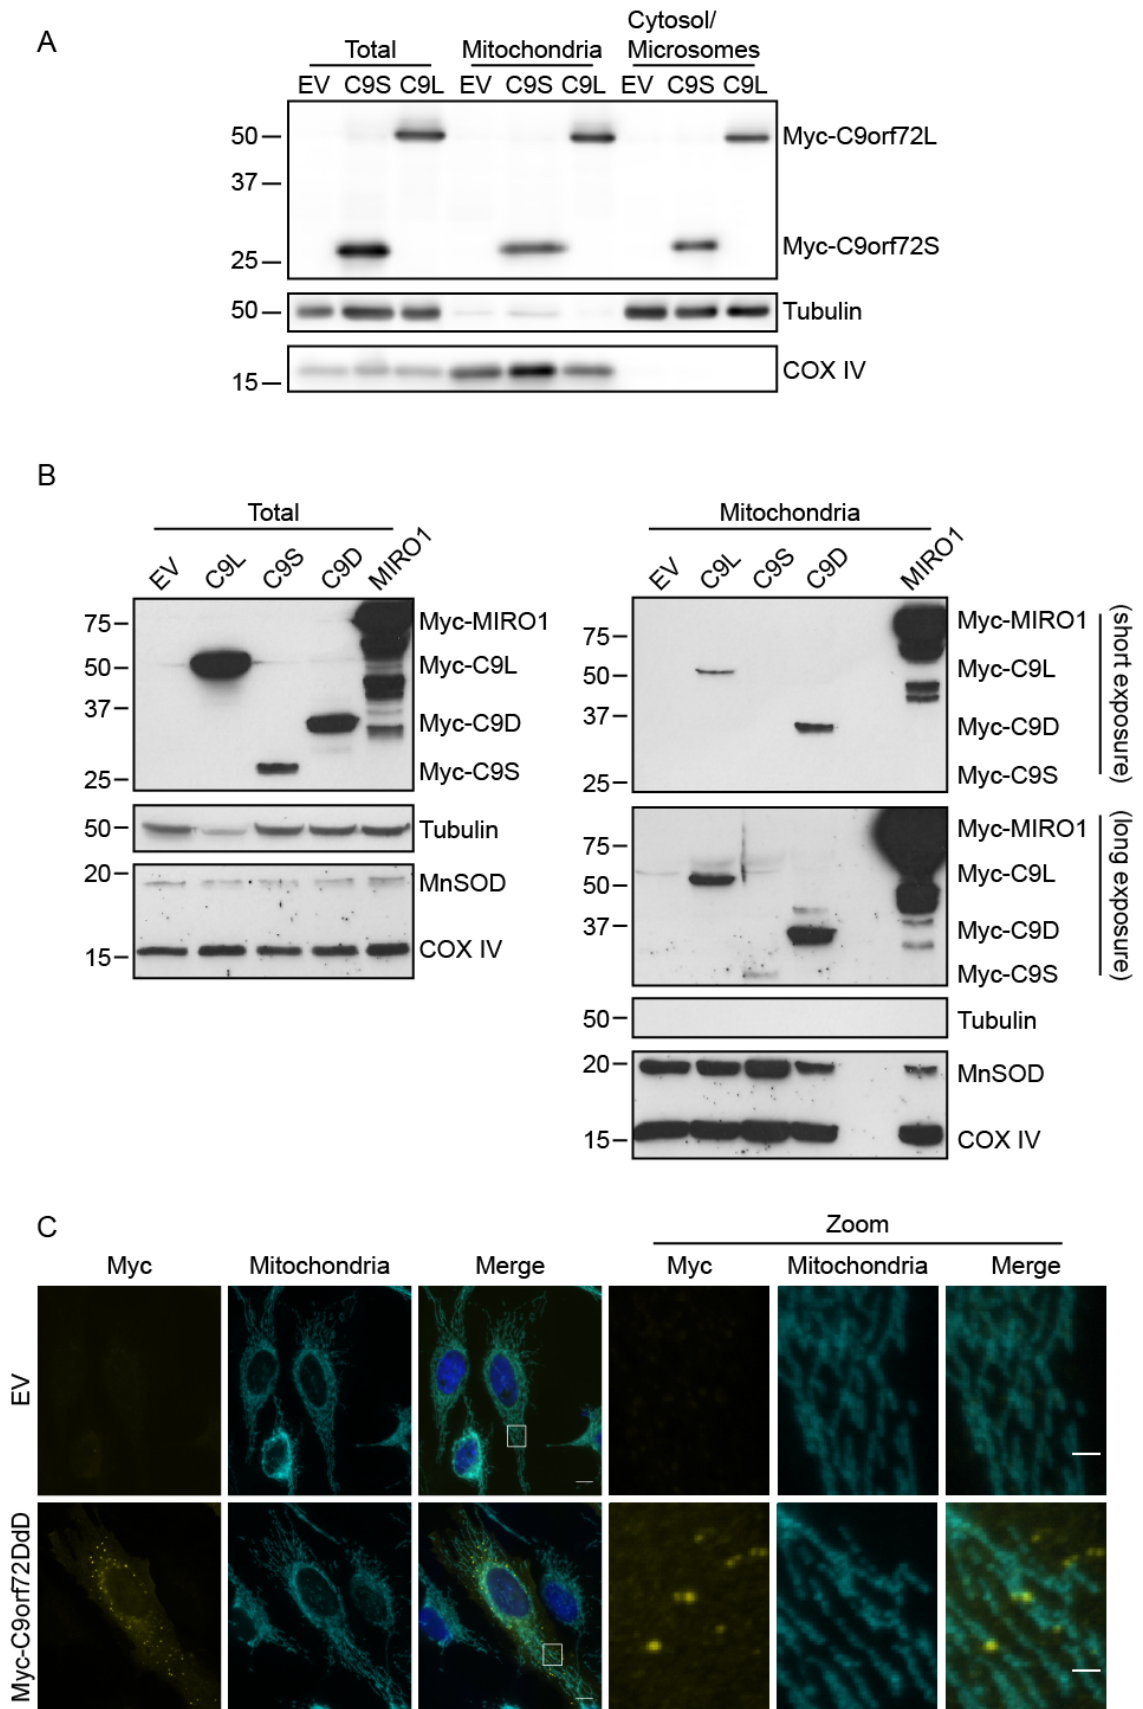 A
Total
Mitochondria
Cytosol/
Microsomes
EV C9S C9L EV C9S C9L EV C9S C9L
50 Myc-C9orf72L
37
25 Myc-C9orf72S
50 Tubulin
15 COX IV
B
Total
EV C9L C9S C9D MIRO1
75 Myc-MIRO1
50 Myc-C9L
37 Myc-C9D
25 Myc-C9S
50 Tubulin
20 MnSOD
15 COX IV
Mitochondria
EV C9L C9S C9D MIRO1
75 Myc-MIRO1
50 Myc-C9L
37 Myc-C9D
25 Myc-C9S
(short exposure)
75 Myc-MIRO1
50 Myc-C9L
37 Myc-C9D
Myc-C9S
(long exposure)
50 Tubulin
20 MnSOD
15 COX IV
C
Zoom
Myc Mitochondria Merge Myc Mitochondria Merge
EV
Myc-C9orf72DdD